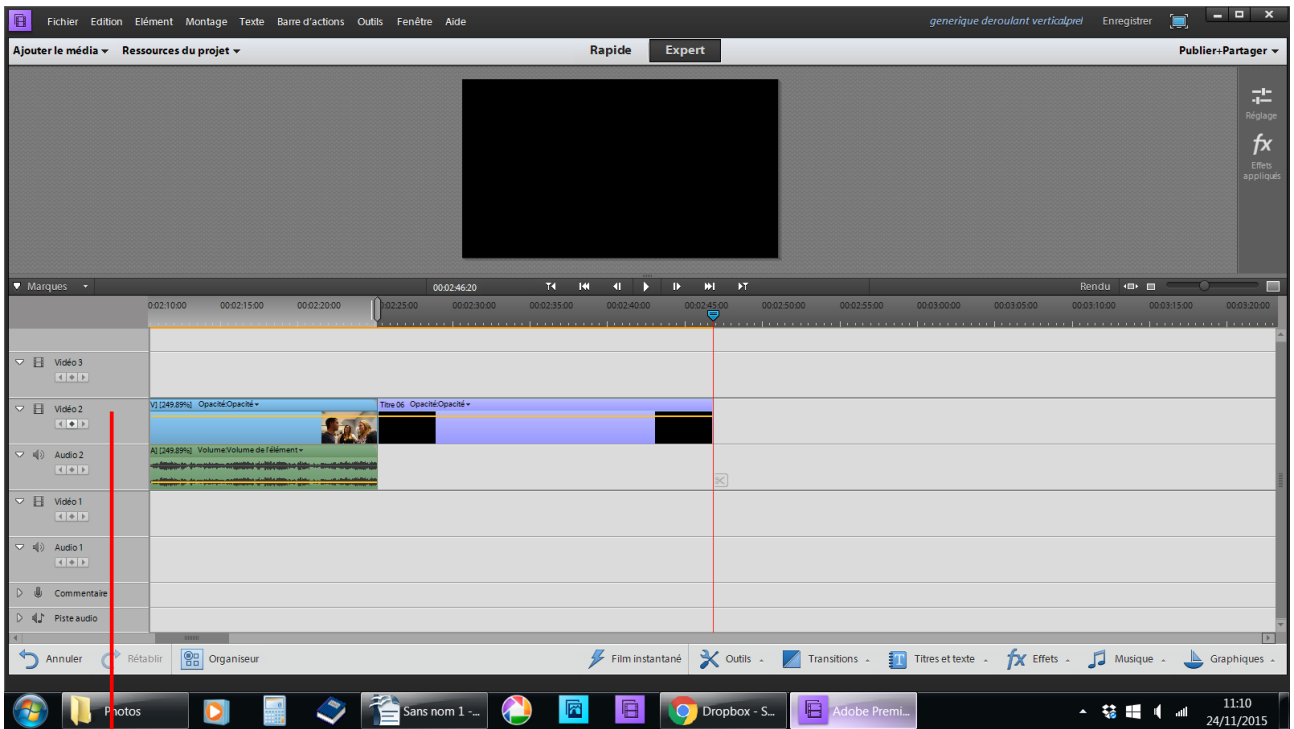 Fichier Edition Elément Montage Texte Barre d'actions Outils Fenêtre Aide generique deroulant verticalprel Enregistrer
Ajouter le média Ressources du projet Rapide Expert Publier+Partager
Réglage
fx
Effets
appliqués
Marques 00:02:46:20 Rendu
0:02:10:00 00:02:15:00 00:02:20:00 0:02:25:00 00:02:30:00 00:02:35:00 00:02:40:00 00:02:45:00 00:02:50:00 00:02:55:00 00:03:00:00 00:03:05:00 00:03:10:00 00:03:15:00 00:03:20:00
Vidéo 3
Vidéo 2 V] [249.89%] Opacité:Opacité Titre 06 Opacité:Opacité
Audio 2 A] [249.89%] Volume:Volume de l'élément
Vidéo 1
Audio 1
Commentaire
Piste audio
Annuler Rétablir Organiseur Film instantané Outils Transitions Titres et texte fx Effets Musique Graphiques
Photos Sans nom 1 -... Dropbox - S... Adobe Premi... 11:10
24/11/2015